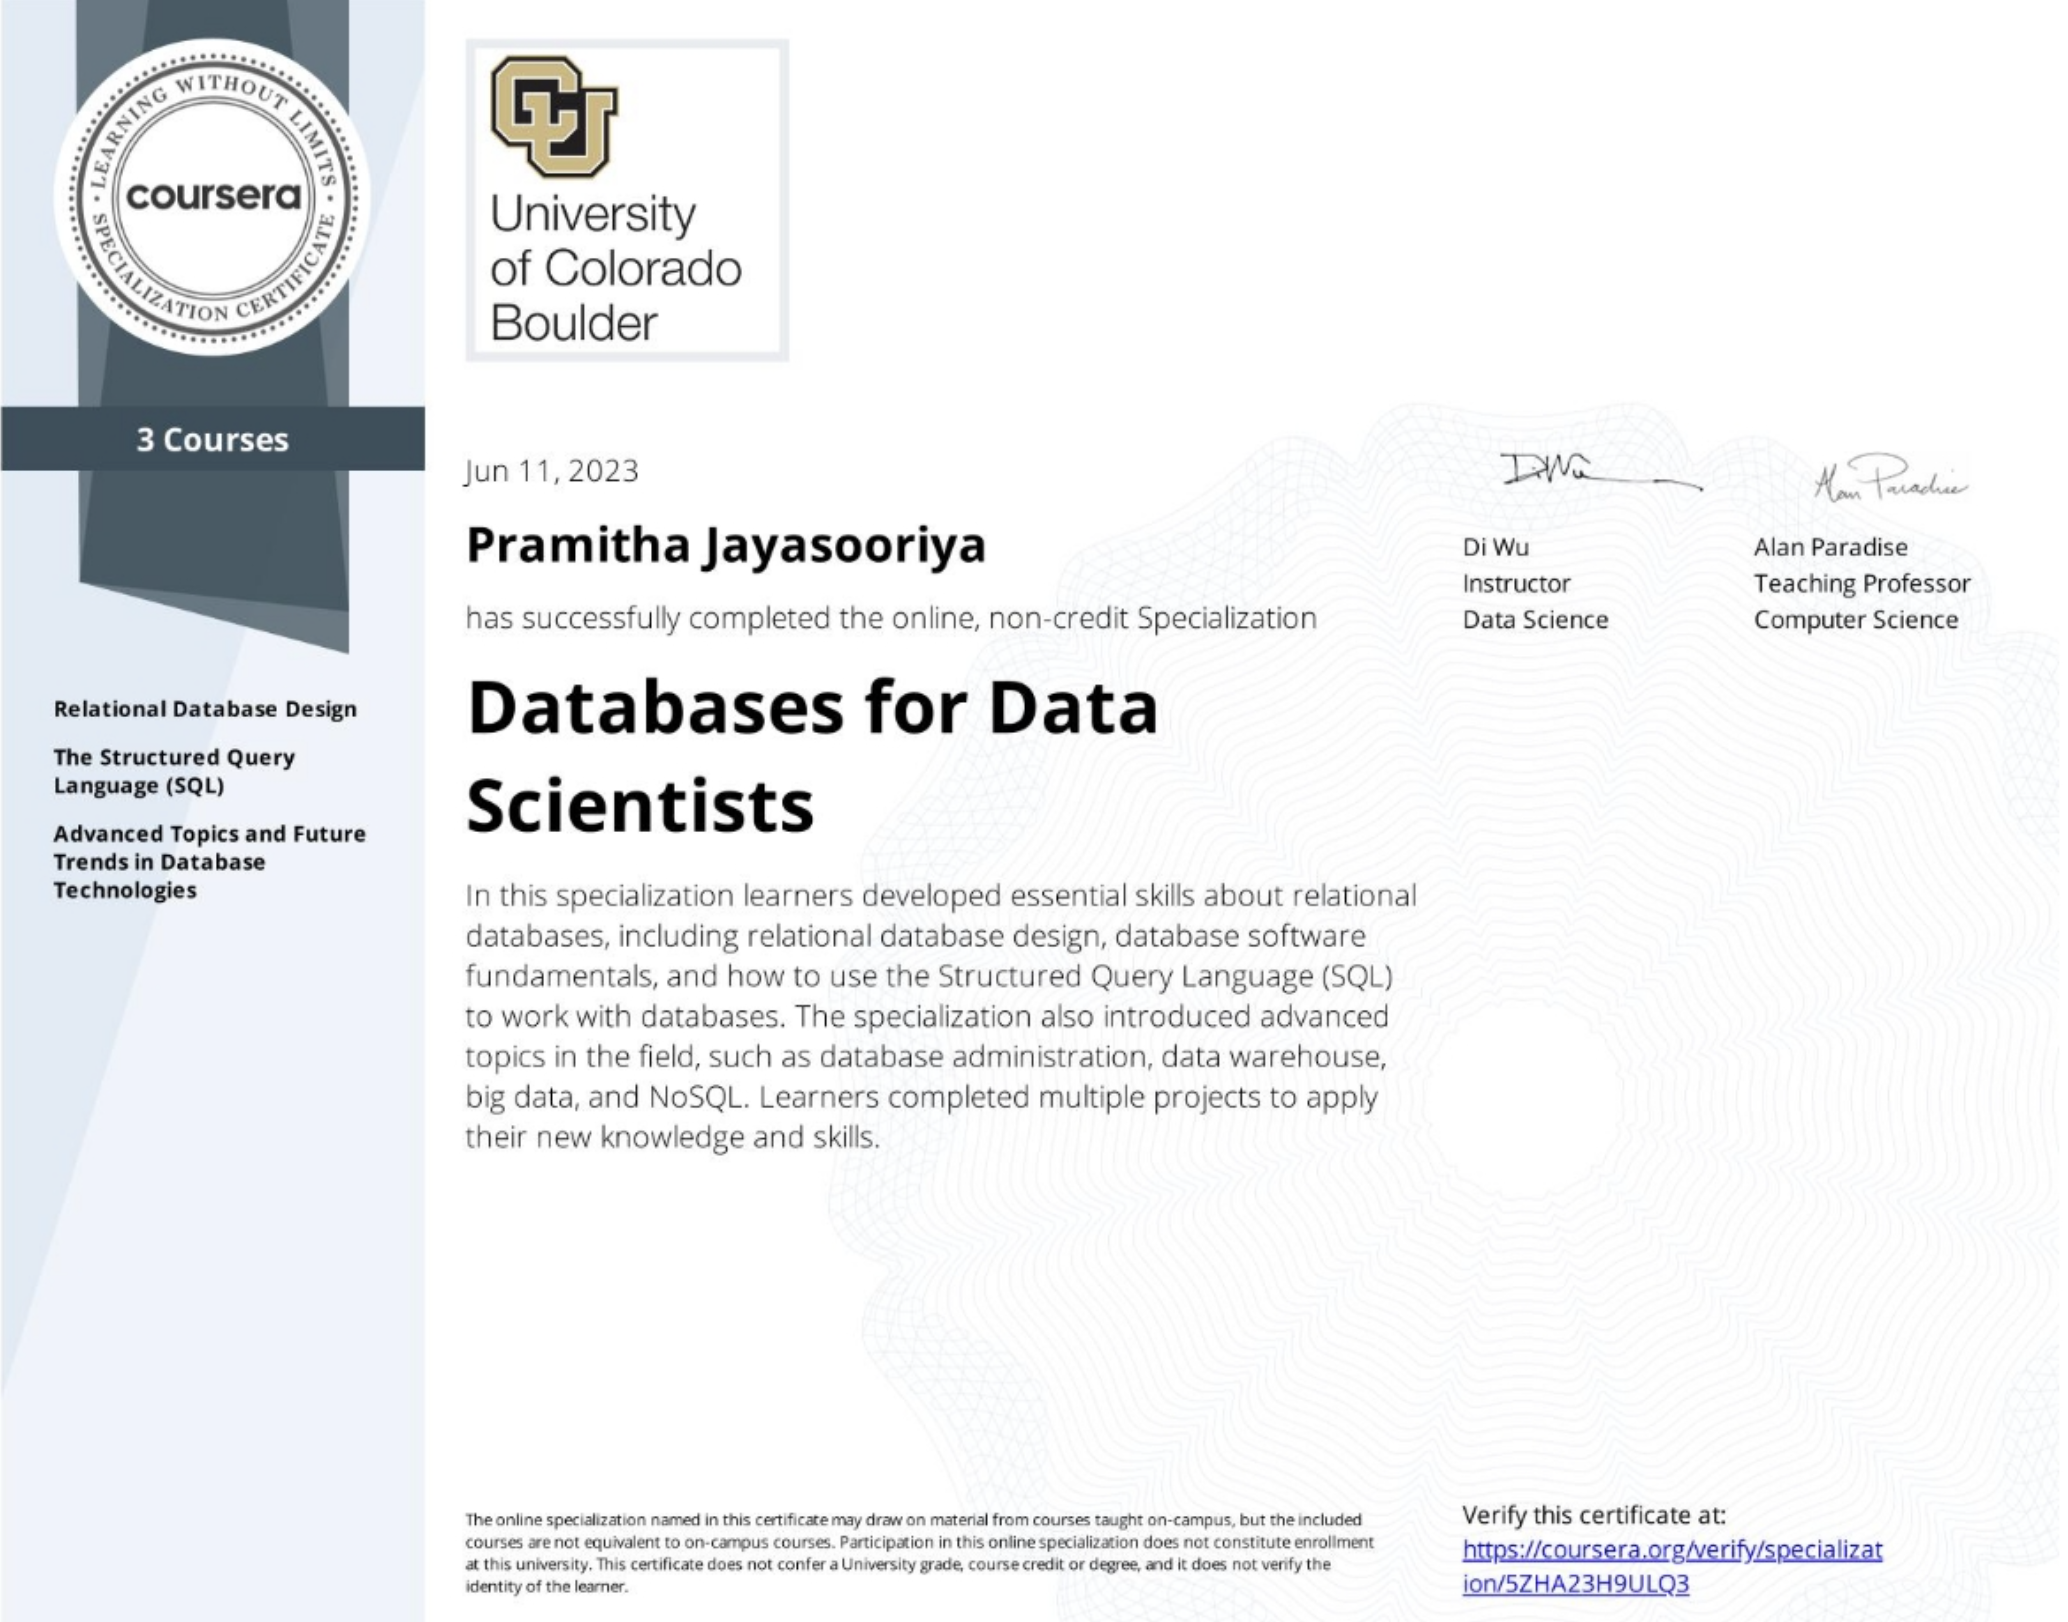 LEARNING WITHOUT LIMITS
coursera
SPECIALIZATION CERTIFICATE
3 Courses
Relational Database Design
The Structured Query
Language (SQL)
Advanced Topics and Future
Trends in Database
Technologies
CU
University
of Colorado
Boulder
Jun 11, 2023
Pramitha Jayasooriya
has successfully completed the online, non-credit Specialization
Databases for Data
Scientists
In this specialization learners developed essential skills about relational
databases, including relational database design, database software
fundamentals, and how to use the Structured Query Language (SQL)
to work with databases. The specialization also introduced advanced
topics in the field, such as database administration, data warehouse,
big data, and NoSQL. Learners completed multiple projects to apply
their new knowledge and skills.
Di Wu
Di Wu
Instructor
Data Science
Alan Paradise
Alan Paradise
Teaching Professor
Computer Science
The online specialization named in this certificate may draw on material from courses taught on-campus, but the included
courses are not equivalent to on-campus courses. Participation in this online specialization does not constitute enrollment
at this university. This certificate does not confer a University grade, course credit or degree, and it does not verify the
identity of the learner.
Verify this certificate at:
https://coursera.org/verify/specializat
ion/5ZHA23H9ULQ3